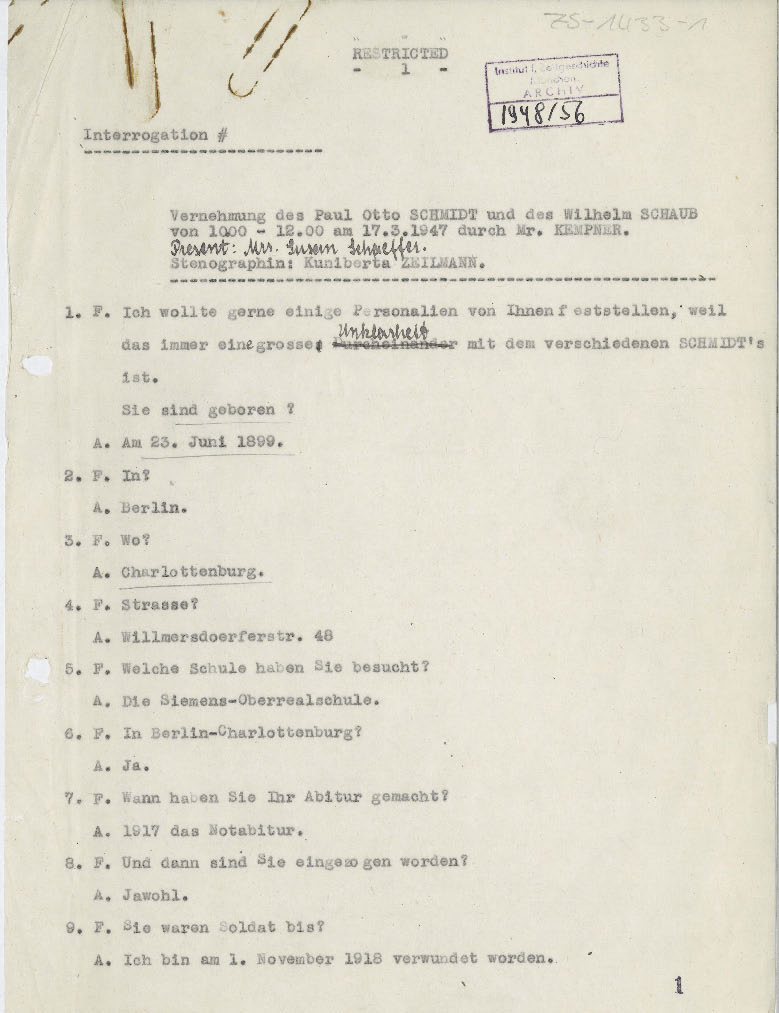 ZS-1433-1
RESTRICTED
- 1 -
Institut f. Zeitgeschichte
München
ARCHIV
1948/56
Interrogation #
Vernehmung des Paul Otto SCHMIDT und des Wilhelm SCHAUB
von 1000 - 12.00 am 17.3.1947 durch Mr. KEMPNER.
Present: Mrs. Susan Schaeffer.
Stenographin: Kuniberta ZEILMANN.
1. F. Ich wollte gerne einige Personalien von Ihnen feststellen, weil
Unklarheit
das immer eine grosse Durcheinander mit dem verschiedenen SCHMIDT's
ist.
Sie sind geboren ?
A. Am 23. Juni 1899.
2. F. In?
A. Berlin.
3. F. Wo?
A. Charlottenburg.
4. F. Strasse?
A. Willmersdoerferstr. 48
5. F. Welche Schule haben Sie besucht?
A. Die Siemens-Oberrealschule.
6. F. In Berlin-Charlottenburg?
A. Ja.
7. F. Wann haben Sie Ihr Abitur gemacht?
A. 1917 das Notabitur.
8. F. Und dann sind Sie eingezogen worden?
A. Jawohl.
9. F. Sie waren Soldat bis?
A. Ich bin am 1. November 1918 verwundet worden.
1